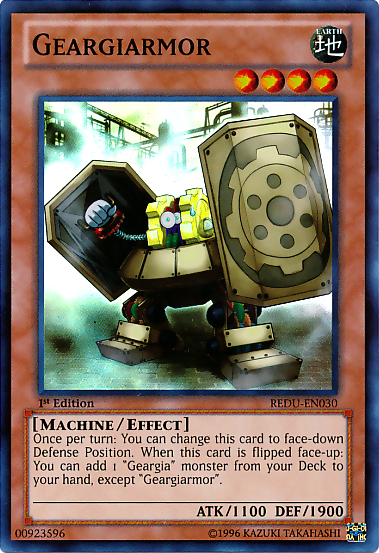 GEARGIARMOR
EARTH
地
1st Edition
REDU-EN030
[MACHINE/EFFECT]
Once per turn: You can change this card to face-down
Defense Position. When this card is flipped face-up:
You can add 1 "Geargia" monster from your Deck to
your hand, except "Geargiarmor".
ATK/1100 DEF/1900
00923596
©1996 KAZUKI TAKAHASHI